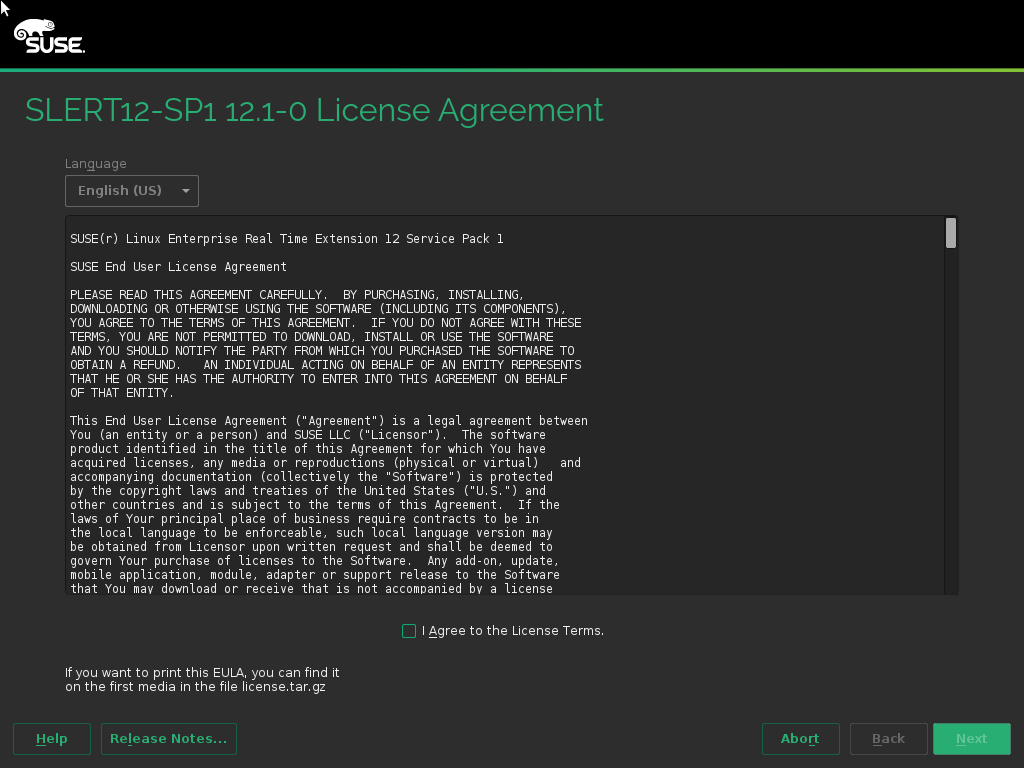 SUSE.
SLERT12-SP1 12.1-0 License Agreement
Language
English (US)
SUSE(r) Linux Enterprise Real Time Extension 12 Service Pack 1
SUSE End User License Agreement
PLEASE READ THIS AGREEMENT CAREFULLY.  BY PURCHASING, INSTALLING,
DOWNLOADING OR OTHERWISE USING THE SOFTWARE (INCLUDING ITS COMPONENTS),
YOU AGREE TO THE TERMS OF THIS AGREEMENT.  IF YOU DO NOT AGREE WITH THESE
TERMS, YOU ARE NOT PERMITTED TO DOWNLOAD, INSTALL OR USE THE SOFTWARE
AND YOU SHOULD NOTIFY THE PARTY FROM WHICH YOU PURCHASED THE SOFTWARE TO
OBTAIN A REFUND.   AN INDIVIDUAL ACTING ON BEHALF OF AN ENTITY REPRESENTS
THAT HE OR SHE HAS THE AUTHORITY TO ENTER INTO THIS AGREEMENT ON BEHALF
OF THAT ENTITY.
This End User License Agreement ("Agreement") is a legal agreement between
You (an entity or a person) and SUSE LLC ("Licensor").  The software
product identified in the title of this Agreement for which You have
acquired licenses, any media or reproductions (physical or virtual)   and
accompanying documentation (collectively the "Software") is protected
by the copyright laws and treaties of the United States ("U.S.") and
other countries and is subject to the terms of this Agreement.  If the
laws of Your principal place of business require contracts to be in
the local language to be enforceable, such local language version may
be obtained from Licensor upon written request and shall be deemed to
govern Your purchase of licenses to the Software.  Any add-on, update,
mobile application, module, adapter or support release to the Software
that You may download or receive that is not accompanied by a license
I Agree to the License Terms.
If you want to print this EULA, you can find it
on the first media in the file license.tar.gz
Help
Release Notes...
Abort
Back
Next